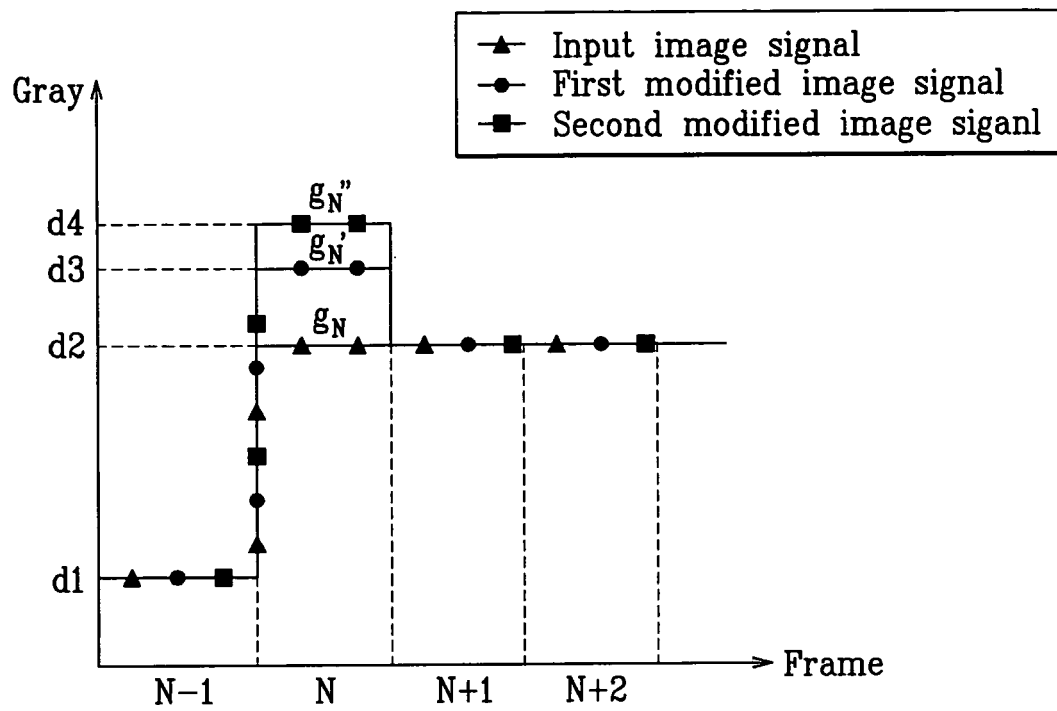 Input image signal
First modified image signal
Second modified image siganl
Gray
d4
g_N''
d3
g_N'
d2
g_N
d1
Frame
N-1 N N+1 N+2